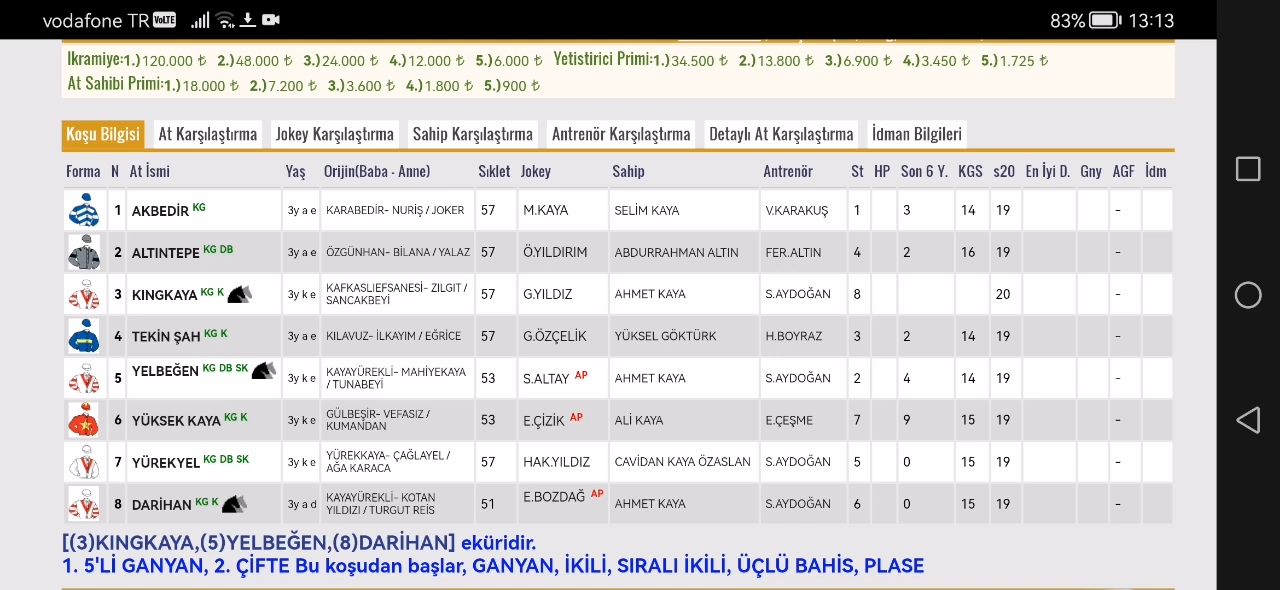 vodafone TR VoLTE 83% 13:13
Ikramiye:1.)120.000 ₺ 2.)48.000 ₺ 3.)24.000 ₺ 4.)12.000 ₺ 5.)6.000 ₺ Yetistirici Primi:1.)34.500 ₺ 2.)13.800 ₺ 3.)6.900 ₺ 4.)3.450 ₺ 5.)1.725 ₺
At Sahibi Primi:1.)18.000 ₺ 2.)7.200 ₺ 3.)3.600 ₺ 4.)1.800 ₺ 5.)900 ₺
Koşu Bilgisi At Karşılaştırma Jokey Karşılaştırma Sahip Karşılaştırma Antrenör Karşılaştırma Detaylı At Karşılaştırma İdman Bilgileri
Forma N At İsmi Yaş Orijin(Baba - Anne) Sıklet Jokey Sahip Antrenör St HP Son 6 Y. KGS s20 En İyi D. Gny AGF İdm
1 AKBEDİR KG 3y a e KARABEDİR- NURİŞ / JOKER 57 M.KAYA SELİM KAYA V.KARAKUŞ 1 3 14 19 -
2 ALTINTEPE KG DB 3y a e ÖZGÜNHAN- BİLANA / YALAZ 57 Ö.YILDIRIM ABDURRAHMAN ALTIN FER.ALTIN 4 2 16 19 -
3 KINGKAYA KG K 3y k e KAFKASLIEFSANESİ- ZILGIT / SANCAKBEYİ 57 G.YILDIZ AHMET KAYA S.AYDOĞAN 8 20 -
4 TEKİN ŞAH KG K 3y a e KILAVUZ- İLKAYIM / EĞRİCE 57 G.ÖZÇELİK YÜKSEL GÖKTÜRK H.BOYRAZ 3 2 14 19 -
5 YELBEĞEN KG DB SK 3y k e KAYAYÜREKLİ- MAHİYEKAYA / TUNABEYİ 53 S.ALTAY AP AHMET KAYA S.AYDOĞAN 2 4 14 19 -
6 YÜKSEK KAYA KG K 3y k e GÜLBEŞİR- VEFASIZ / KUMANDAN 53 E.ÇİZİK AP ALİ KAYA E.ÇEŞME 7 9 15 19 -
7 YÜREKYEL KG DB SK 3y k e YÜREKKAYA- ÇAĞLAYEL / AĞA KARACA 57 HAK.YILDIZ CAVİDAN KAYA ÖZASLAN S.AYDOĞAN 5 0 15 19 -
8 DARİHAN KG K 3y a d KAYAYÜREKLİ- KOTAN YILDIZI / TURGUT REİS 51 E.BOZDAĞ AP AHMET KAYA S.AYDOĞAN 6 0 15 19 -
[(3)KINGKAYA,(5)YELBEĞEN,(8)DARİHAN] eküridir.
1. 5'Lİ GANYAN, 2. ÇİFTE Bu koşudan başlar, GANYAN, İKİLİ, SIRALI İKİLİ, ÜÇLÜ BAHİS, PLASE